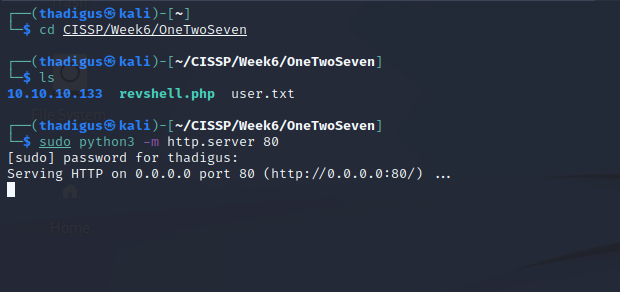 ┌──(thadigus㉿kali)-[~]
└─$ cd CISSP/Week6/OneTwoSeven
┌──(thadigus㉿kali)-[~/CISSP/Week6/OneTwoSeven]
└─$ ls
10.10.10.133  revshell.php  user.txt
┌──(thadigus㉿kali)-[~/CISSP/Week6/OneTwoSeven]
└─$ sudo python3 -m http.server 80
[sudo] password for thadigus:
Serving HTTP on 0.0.0.0 port 80 (http://0.0.0.0:80/) ...
Home